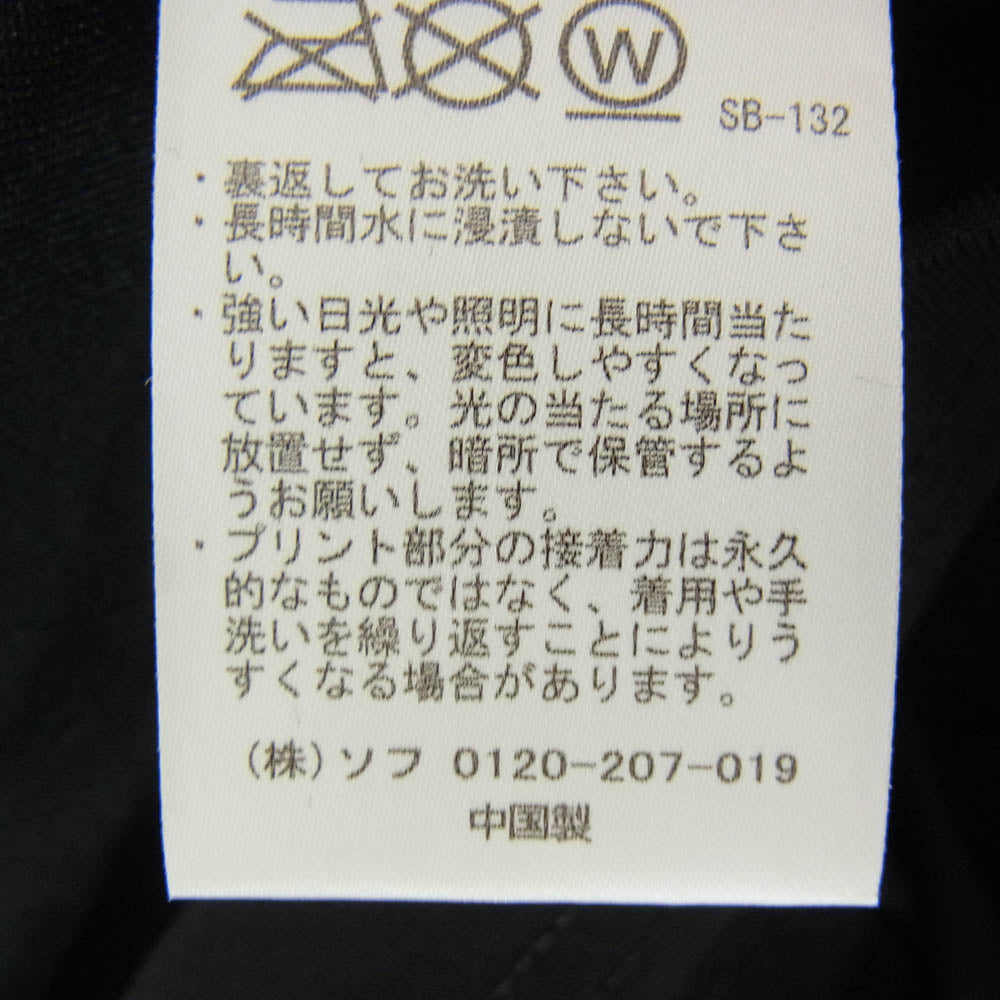 W
SB-132
・裏返してお洗い下さい。
・長時間水に浸漬しないで下さ
い。
・強い日光や照明に長時間当た
りますと、変色しやすくなっ
ています。光の当たる場所に
放置せず、暗所で保管するよ
うお願いします。
・プリント部分の接着力は永久
的なものではなく、着用や手
洗いを繰り返すことによりう
すくなる場合があります。
(株)ソフ 0120-207-019
中国製